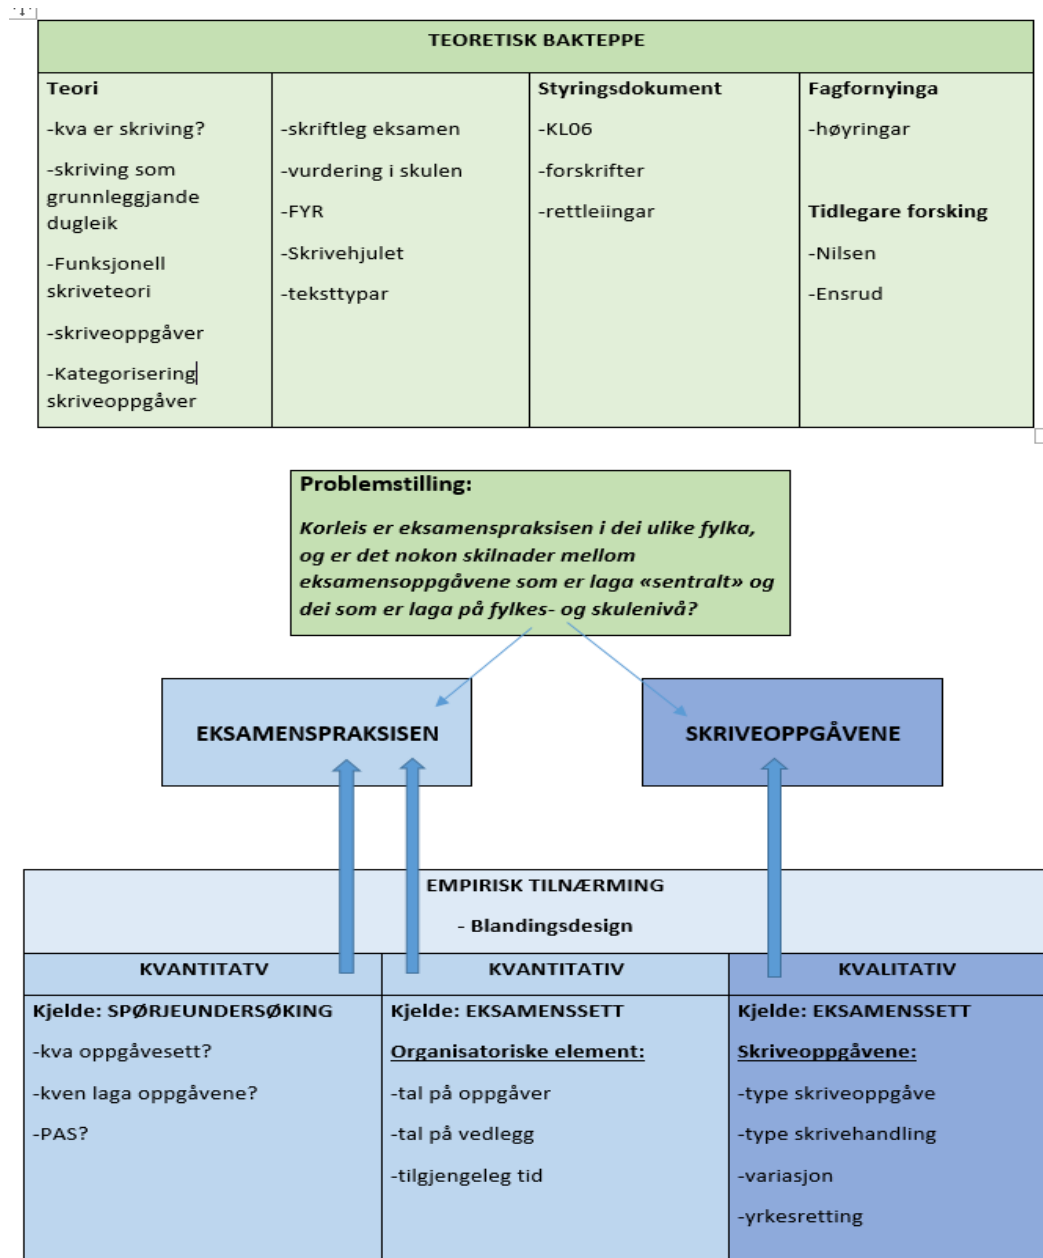 TEORETISK BAKTEPPE
Teori
-kva er skriving?
-skriving som
grunnleggjande
dugleik
-Funksjonell
skriveteori
-skriveoppgåver
-Kategorisering
skriveoppgåver
-skriftleg eksamen
-vurdering i skulen
-FYR
-Skrivehjulet
-teksttypar
Styringsdokument
-KL06
-forskrifter
-rettleiingar
Fagfornyinga
-høyringar
Tidlegare forsking
-Nilsen
-Ensrud
Problemstilling:
Korleis er eksamenspraksisen i dei ulike fylka,
og er det nokon skilnader mellom
eksamensoppgåvene som er laga «sentralt» og
dei som er laga på fylkes- og skulenivå?
EKSAMENSPRAKSISEN
SKRIVEOPPGÅVENE
EMPIRISK TILNÆRMING
- Blandingsdesign
KVANTITATV
Kjelde: SPØRJEUNDERSØKING
-kva oppgåvesett?
-kven laga oppgåvene?
-PAS?
KVANTITATIV
Kjelde: EKSAMENSSETT
Organisatoriske element:
-tal på oppgåver
-tal på vedlegg
-tilgjengeleg tid
KVALITATIV
Kjelde: EKSAMENSSETT
Skriveoppgåvene:
-type skriveoppgåve
-type skrivehandling
-variasjon
-yrkesretting